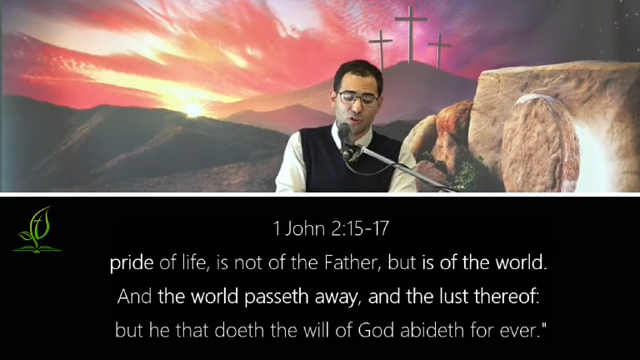 1 John 2:15-17
pride of life, is not of the Father, but is of the world.
And the world passeth away, and the lust thereof:
but he that doeth the will of God abideth for ever."